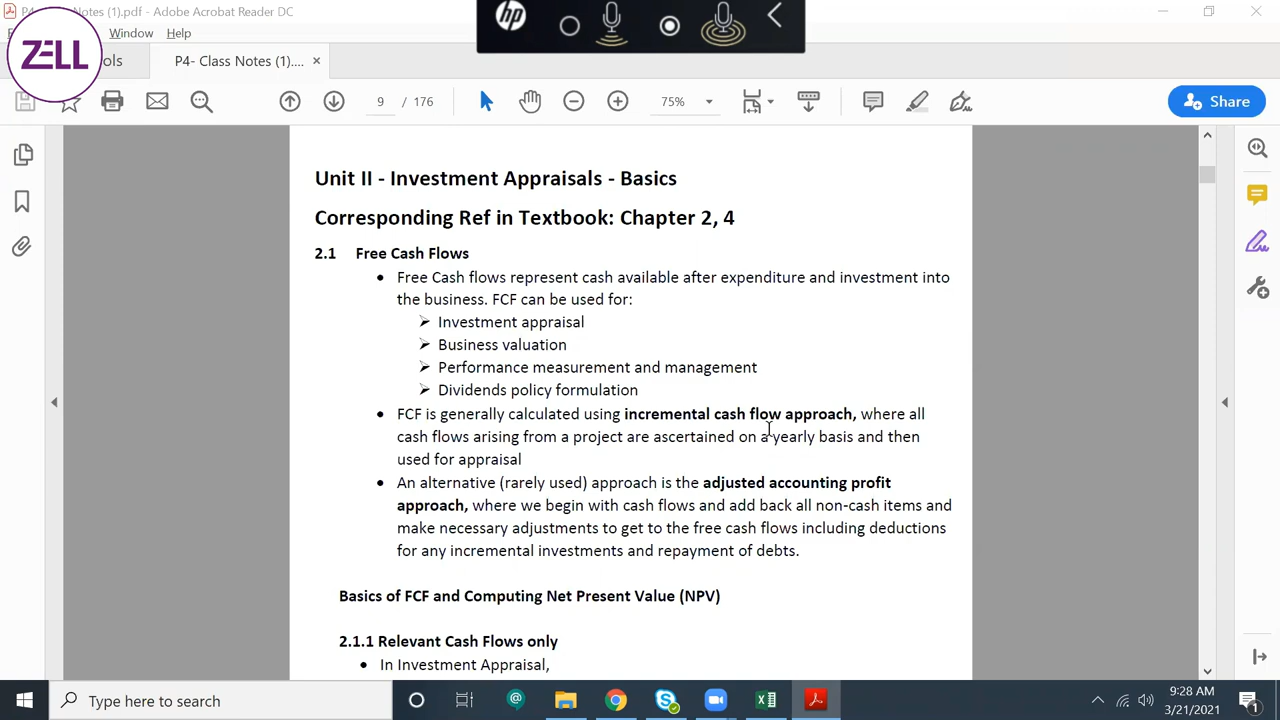 P4- Class Notes (1).pdf - Adobe Acrobat Reader DC
hp
ZELL
Window Help
ools P4- Class Notes (1).... ×
9 / 176 75% Share
Unit II - Investment Appraisals - Basics
Corresponding Ref in Textbook: Chapter 2, 4
2.1 Free Cash Flows
• Free Cash flows represent cash available after expenditure and investment into
the business. FCF can be used for:
➢ Investment appraisal
➢ Business valuation
➢ Performance measurement and management
➢ Dividends policy formulation
• FCF is generally calculated using incremental cash flow approach, where all
cash flows arising from a project are ascertained on a yearly basis and then
used for appraisal
• An alternative (rarely used) approach is the adjusted accounting profit
approach, where we begin with cash flows and add back all non-cash items and
make necessary adjustments to get to the free cash flows including deductions
for any incremental investments and repayment of debts.
Basics of FCF and Computing Net Present Value (NPV)
2.1.1 Relevant Cash Flows only
• In Investment Appraisal,
Type here to search
9:28 AM
3/21/2021
1